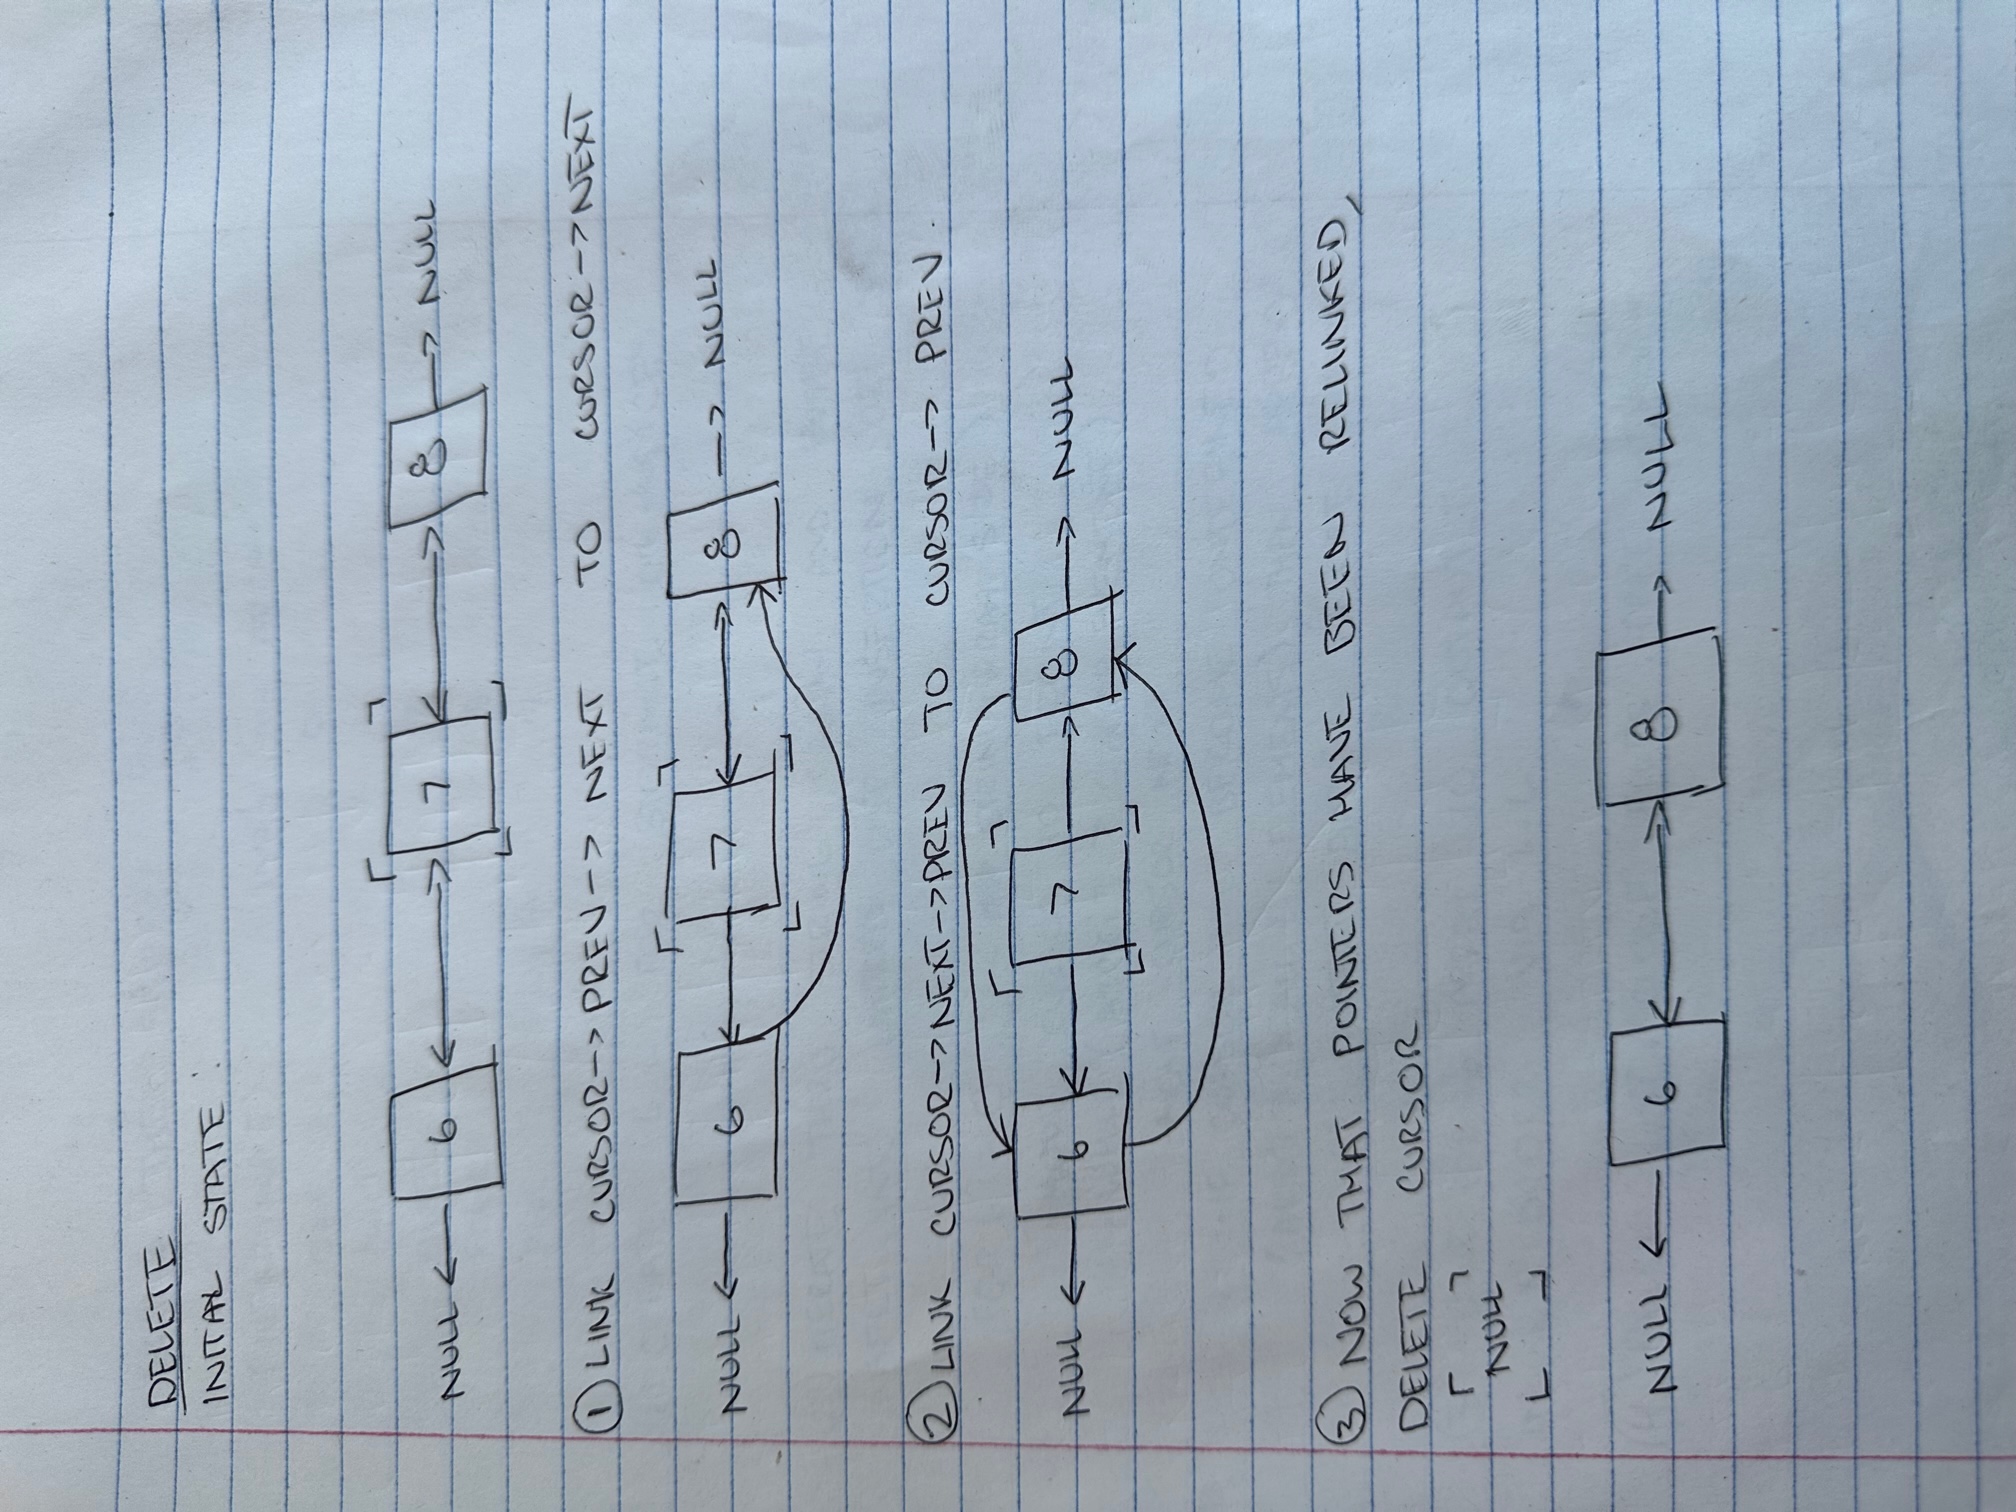 DELETE
INITAL STATE :
NULL ← 6 ↔ 7 ↔ 8 → NULL
① LINK CURSOR-->PREV--> NEXT TO CURSOR-->NEXT
NULL ← 6 ← 7 ↔ 8 → NULL
② LINK CURSOR-->NEXT-->PREV TO CURSOR--> PREV.
NULL ← 6 ← 7 → 8 → NULL
③ NOW THAT POINTERS HAVE BEEN RELINKED,
DELETE CURSOR
NULL
NULL ← 6 ↔ 8 → NULL